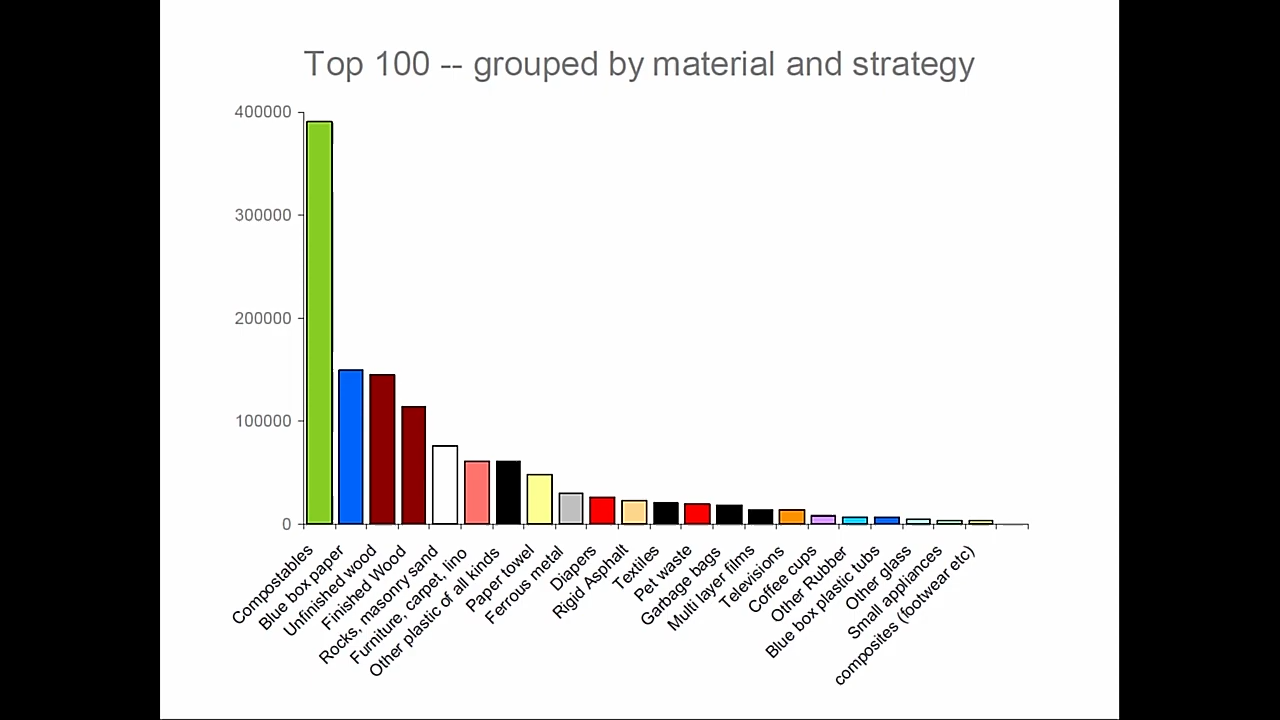 Top 100 -- grouped by material and strategy
400000
300000
200000
100000
0
Compostables
Blue box paper
Unfinished wood
Finished Wood
Rocks, masonry sand
Furniture, carpet, lino
Other plastic of all kinds
Paper towel
Ferrous metal
Diapers
Rigid Asphalt
Textiles
Pet waste
Garbage bags
Multi layer films
Televisions
Coffee cups
Other Rubber
Blue box plastic tubs
Other glass
Small appliances
composites (footwear etc)